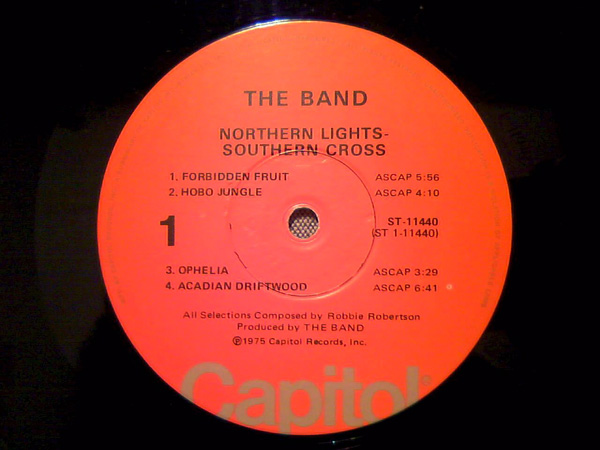 THE BAND
NORTHERN LIGHTS-
SOUTHERN CROSS
1. FORBIDDEN FRUIT ASCAP 5:56
2. HOBO JUNGLE ASCAP 4:10
1
ST-11440
(ST 1-11440)
3. OPHELIA ASCAP 3:29
4. ACADIAN DRIFTWOOD ASCAP 6:41
All Selections Composed by Robbie Robertson
Produced by THE BAND
℗1975 Capitol Records, Inc.
Capitol®